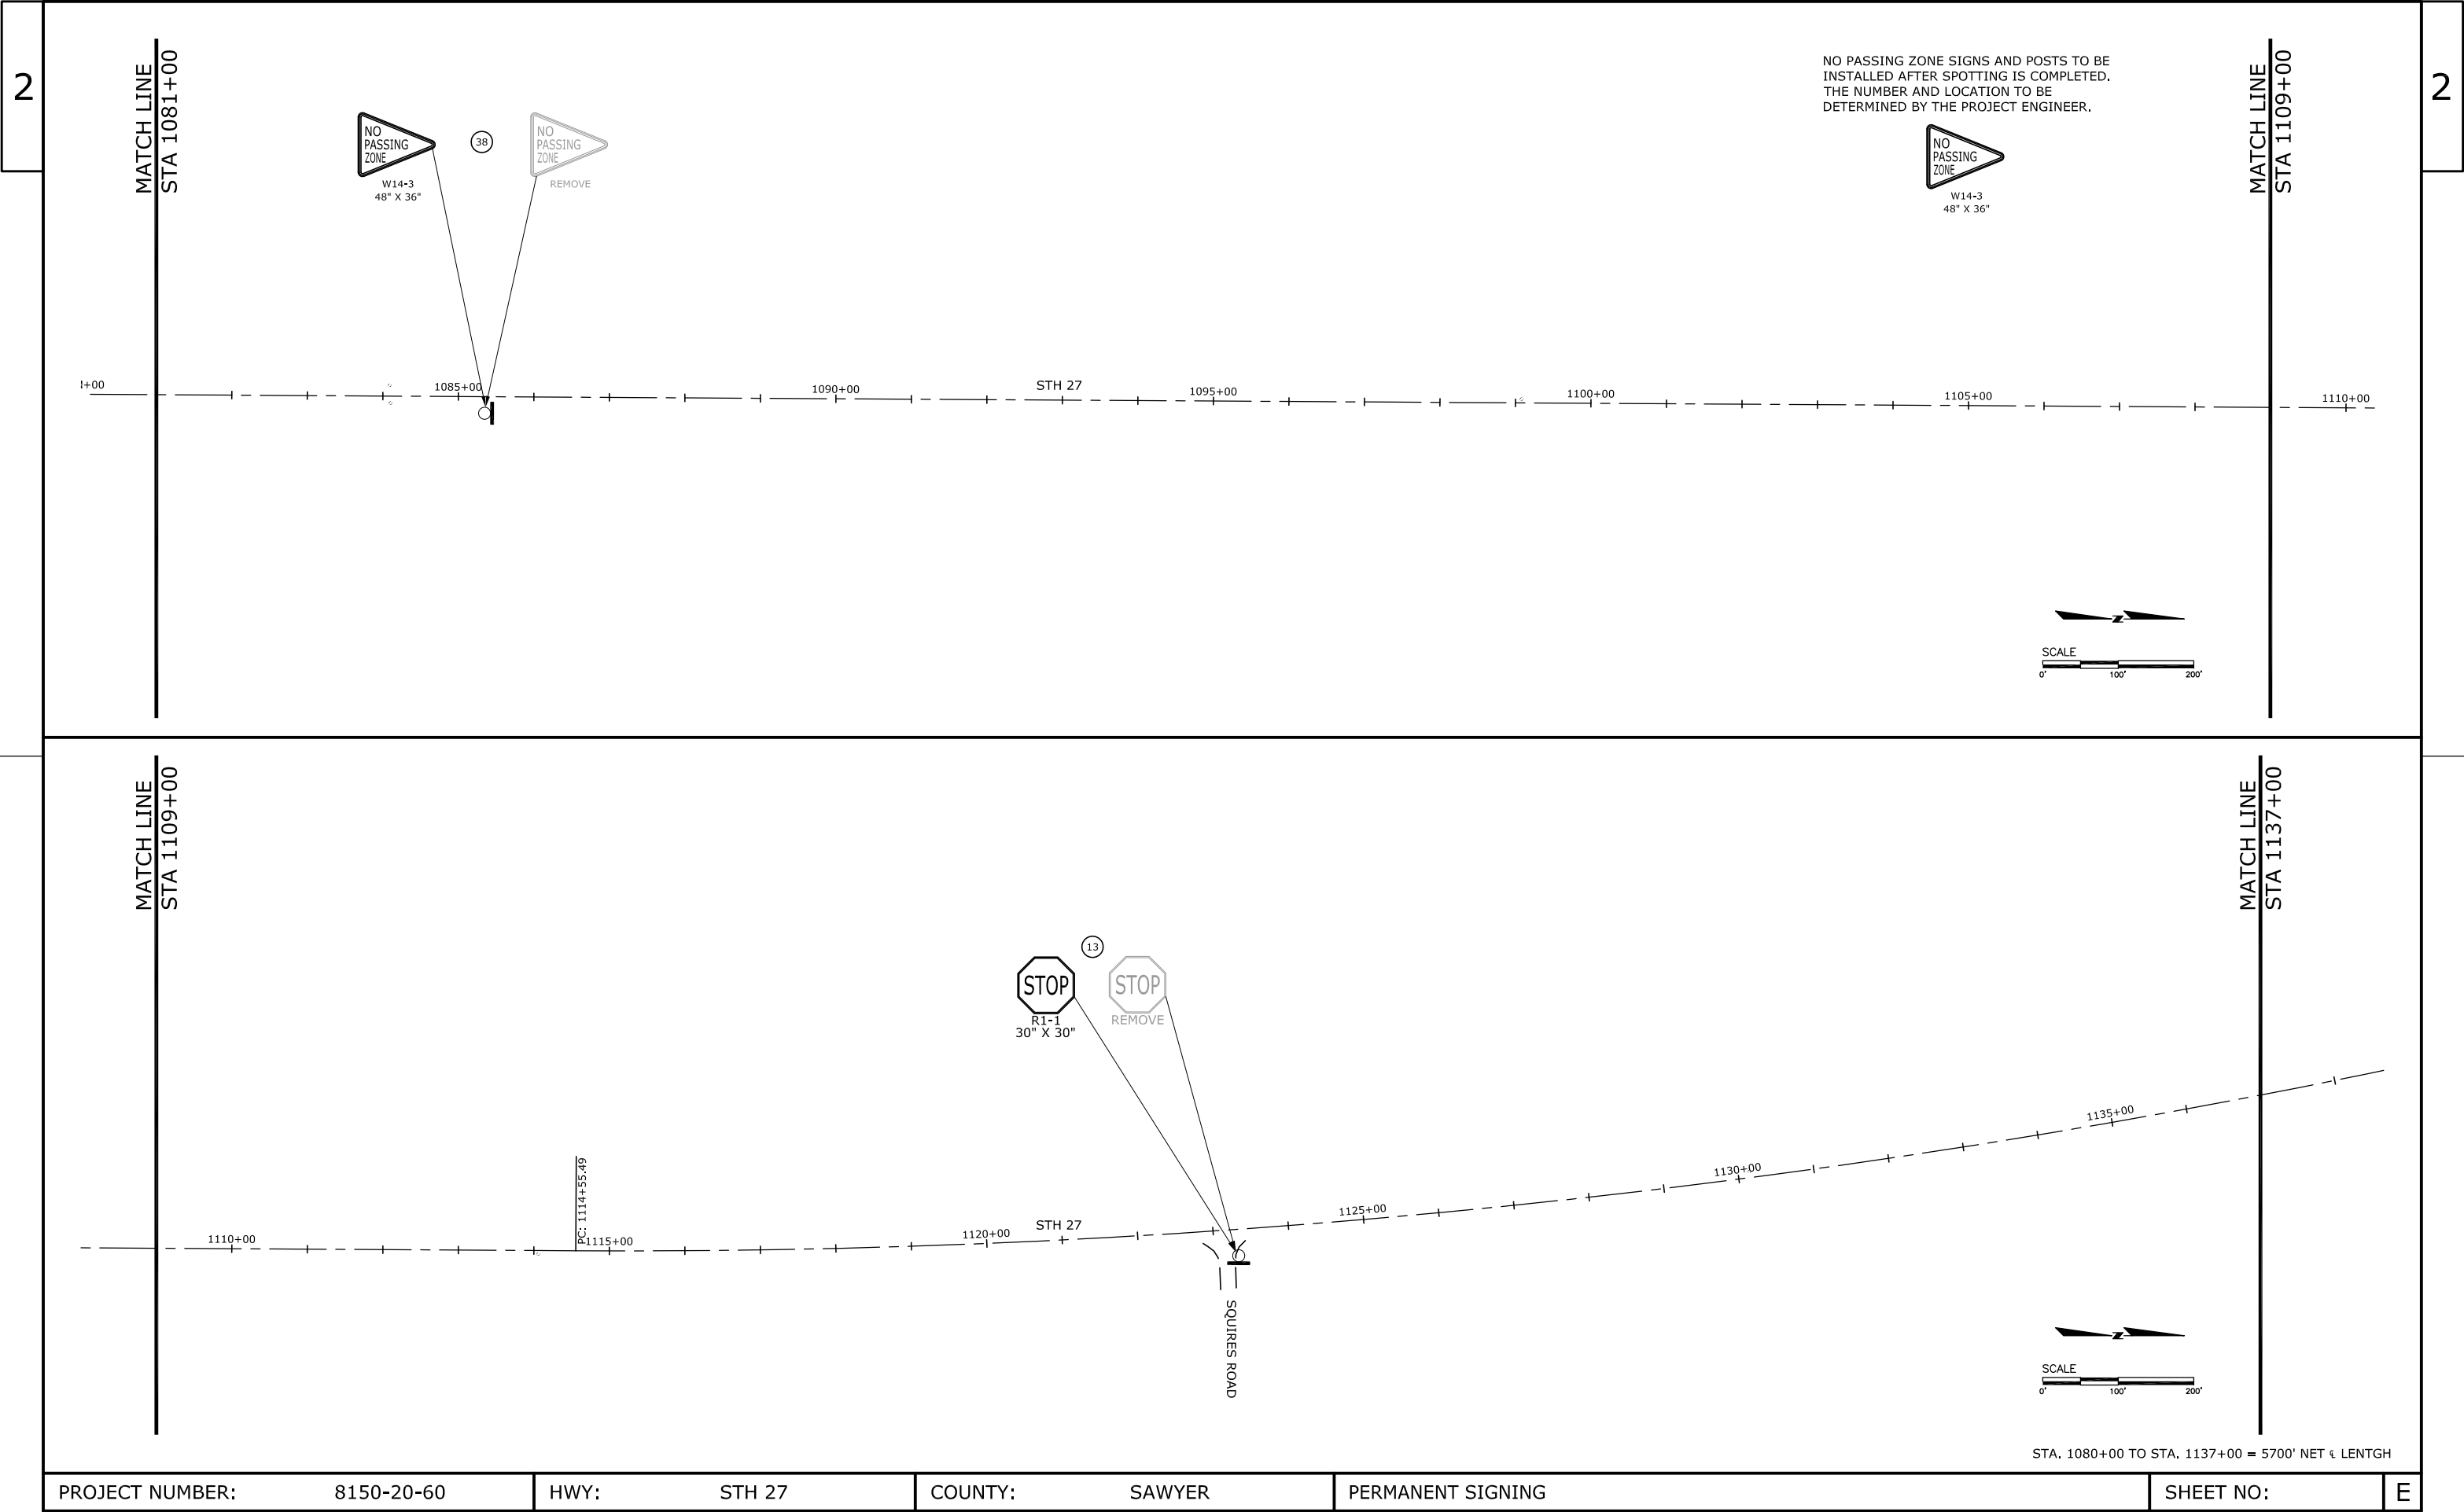 2
2
MATCH LINE
STA 1081+00
NO
PASSING
ZONE
W14-3
48" X 36"
38
NO
PASSING
ZONE
REMOVE
NO PASSING ZONE SIGNS AND POSTS TO BE
INSTALLED AFTER SPOTTING IS COMPLETED.
THE NUMBER AND LOCATION TO BE
DETERMINED BY THE PROJECT ENGINEER.
NO
PASSING
ZONE
W14-3
48" X 36"
MATCH LINE
STA 1109+00
+00
1085+00
1090+00
STH 27
1095+00
1100+00
1105+00
1110+00
N
SCALE
0' 100' 200'
MATCH LINE
STA 1109+00
13
STOP
R1-1
30" X 30"
STOP
REMOVE
MATCH LINE
STA 1137+00
1110+00
PC: 1114+55.49
1115+00
1120+00
STH 27
1125+00
1130+00
1135+00
SQUIRES ROAD
N
SCALE
0' 100' 200'
STA. 1080+00 TO STA. 1137+00 = 5700' NET ℄ LENTGH
PROJECT NUMBER: 8150-20-60 HWY: STH 27 COUNTY: SAWYER PERMANENT SIGNING SHEET NO: E